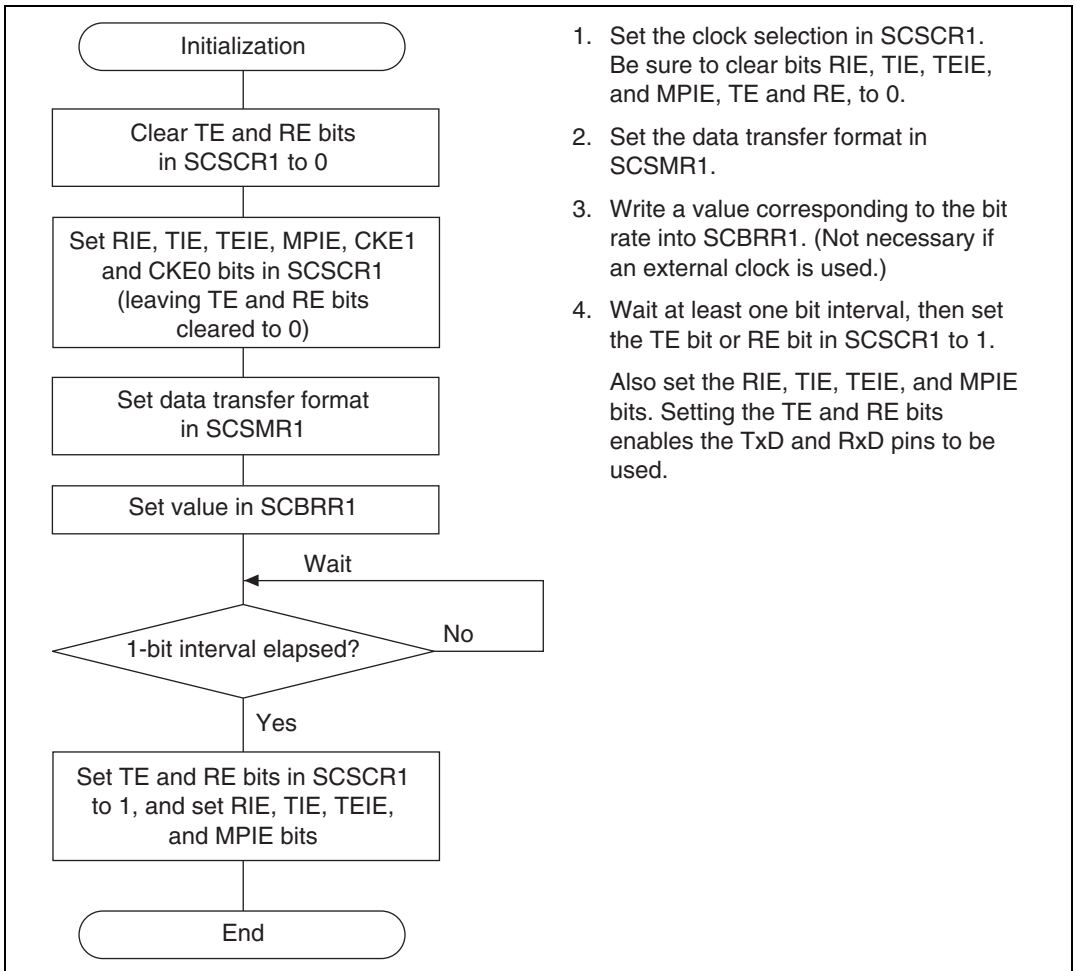 Initialization
Clear TE and RE bits
in SCSCR1 to 0
Set RIE, TIE, TEIE, MPIE, CKE1
and CKE0 bits in SCSCR1
(leaving TE and RE bits
cleared to 0)
Set data transfer format
in SCSMR1
Set value in SCBRR1
Wait
1-bit interval elapsed?
No
Yes
Set TE and RE bits in SCSCR1
to 1, and set RIE, TIE, TEIE,
and MPIE bits
End
1. Set the clock selection in SCSCR1.
Be sure to clear bits RIE, TIE, TEIE,
and MPIE, TE and RE, to 0.
2. Set the data transfer format in
SCSMR1.
3. Write a value corresponding to the bit
rate into SCBRR1. (Not necessary if
an external clock is used.)
4. Wait at least one bit interval, then set
the TE bit or RE bit in SCSCR1 to 1.
Also set the RIE, TIE, TEIE, and MPIE
bits. Setting the TE and RE bits
enables the TxD and RxD pins to be
used.